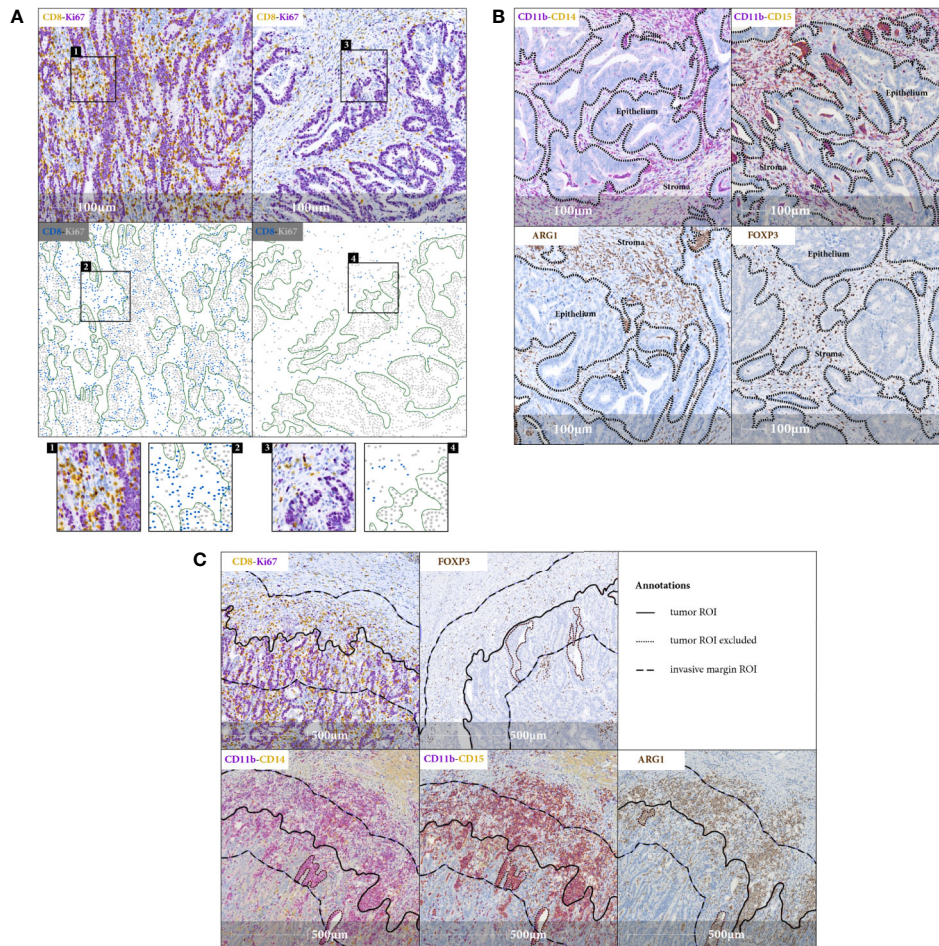 A
CD8-Ki67
CD8-Ki67
1
3
100μm
100μm
CD8-Ki67
CD8-Ki67
2
4
1
2
3
4
B
CD11b-CD14
CD11b-CD15
Epithelium
Epithelium
Stroma
Stroma
100μm
100μm
ARG1
Stroma
FOXP3
Epithelium
Epithelium
Stroma
100μm
100μm
C
CD8-Ki67
FOXP3
Annotations
tumor ROI
tumor ROI excluded
invasive margin ROI
500μm
500μm
CD11b-CD14
CD11b-CD15
ARG1
500μm
500μm
500μm